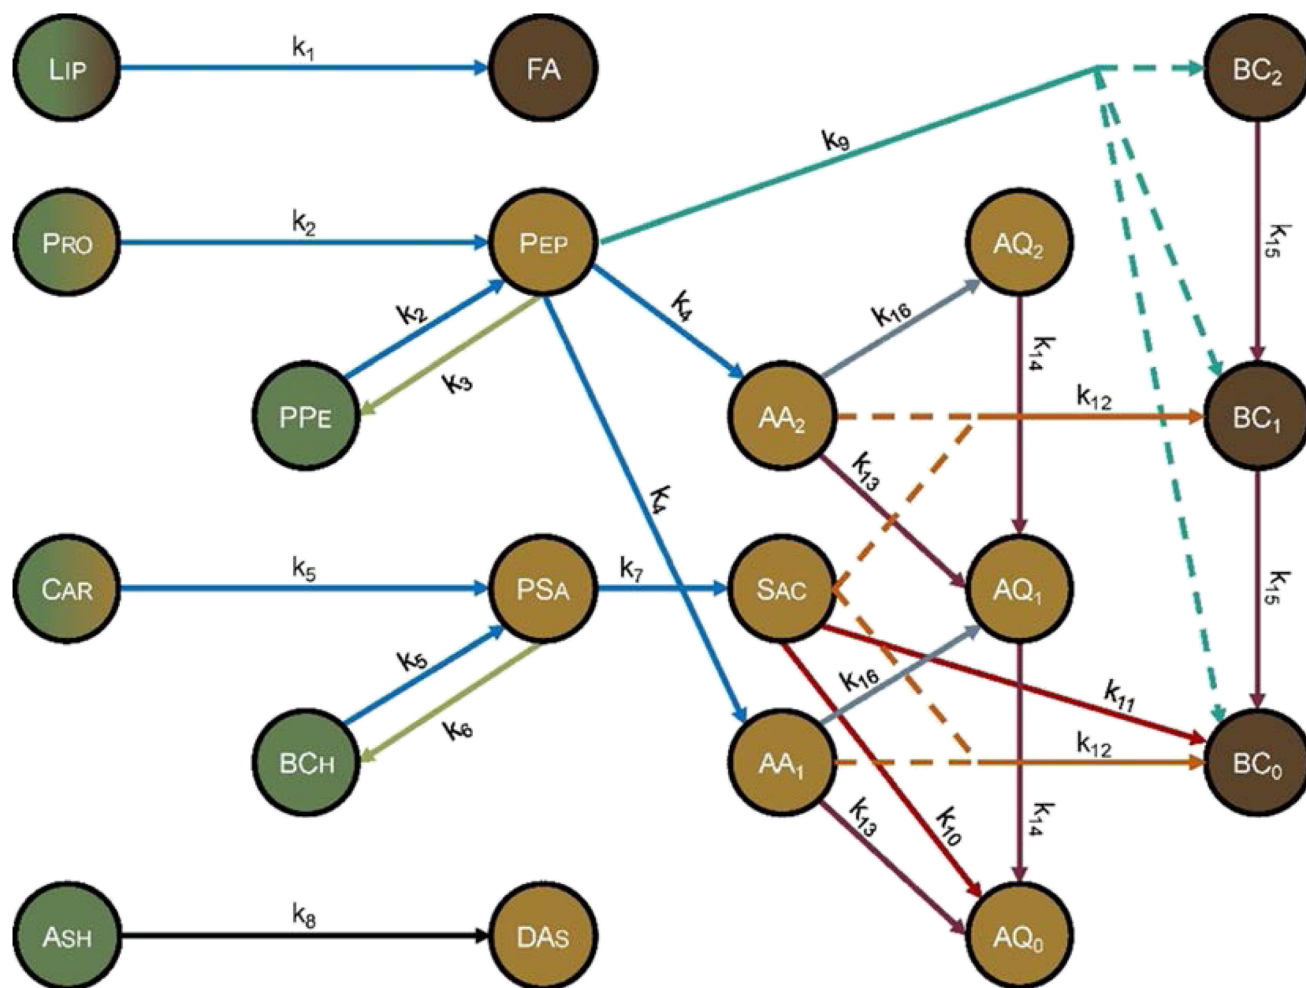 LIP
k1
FA
BC2
k9
PRO
k2
PEP
AQ2
k15
k2
k4
k16
k3
k14
PPE
AA2
k12
BC1
k13
k4
CAR
k5
PSA
k7
SAC
AQ1
k15
k5
k16
k11
k6
BCH
AA1
k12
BC0
k13
k10
k14
ASH
k8
DAS
AQ0